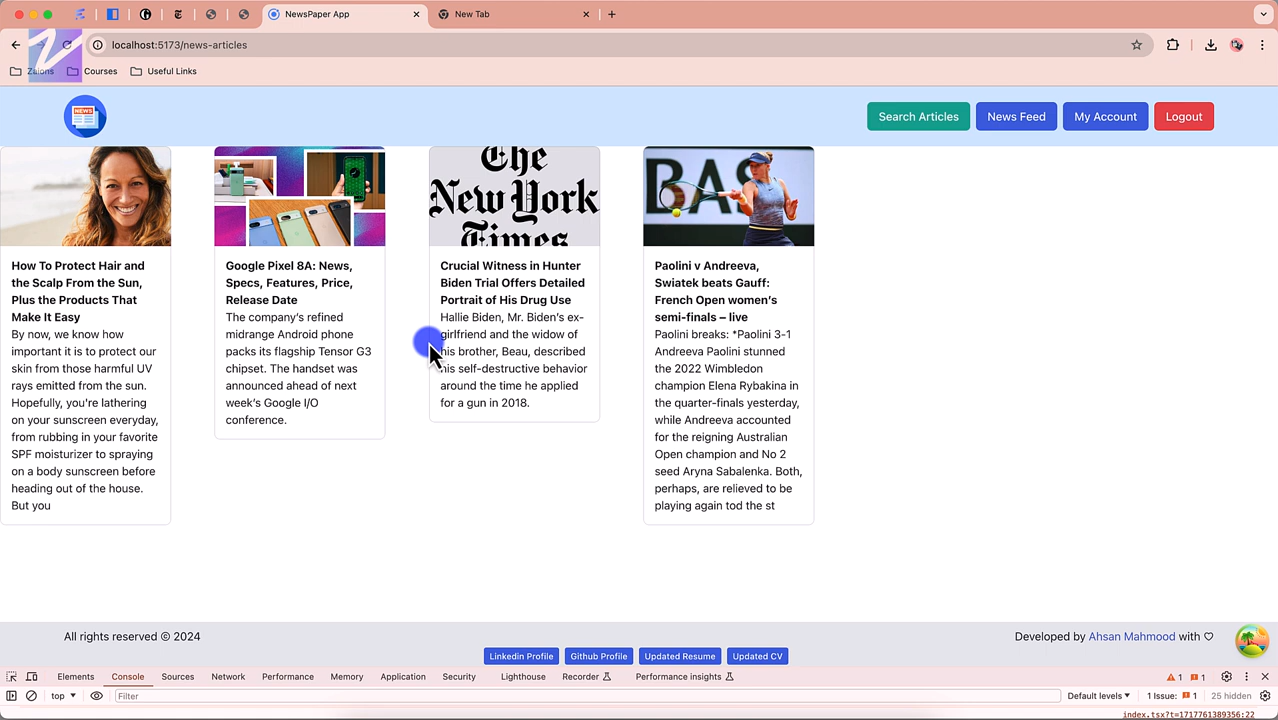 NewsPaper App
New Tab
localhost:5173/news-articles
Zaions
Courses
Useful Links
NEWS
Search Articles
News Feed
My Account
Logout
How To Protect Hair and
the Scalp From the Sun,
Plus the Products That
Make It Easy
By now, we know how
important it is to protect our
skin from those harmful UV
rays emitted from the sun.
Hopefully, you're lathering
on your sunscreen everyday,
from rubbing in your favorite
SPF moisturizer to spraying
on a body sunscreen before
heading out of the house.
But you
Google Pixel 8A: News,
Specs, Features, Price,
Release Date
The company's refined
midrange Android phone
packs its flagship Tensor G3
chipset. The handset was
announced ahead of next
week's Google I/O
conference.
The
New York
Times
Crucial Witness in Hunter
Biden Trial Offers Detailed
Portrait of His Drug Use
Hallie Biden, Mr. Biden's ex-
girlfriend and the widow of
his brother, Beau, described
his self-destructive behavior
around the time he applied
for a gun in 2018.
BAS
Paolini v Andreeva,
Swiatek beats Gauff:
French Open women's
semi-finals – live
Paolini breaks: *Paolini 3-1
Andreeva Paolini stunned
the 2022 Wimbledon
champion Elena Rybakina in
the quarter-finals yesterday,
while Andreeva accounted
for the reigning Australian
Open champion and No 2
seed Aryna Sabalenka. Both,
perhaps, are relieved to be
playing again tod the st
All rights reserved © 2024
Developed by Ahsan Mahmood with ♡
Linkedin Profile
Github Profile
Updated Resume
Updated CV
Elements
Console
Sources
Network
Performance
Memory
Application
Security
Lighthouse
Recorder
Performance insights
1
1
top
Filter
Default levels
1 Issue: 1
25 hidden
index.tsx?t=1717761389356:22